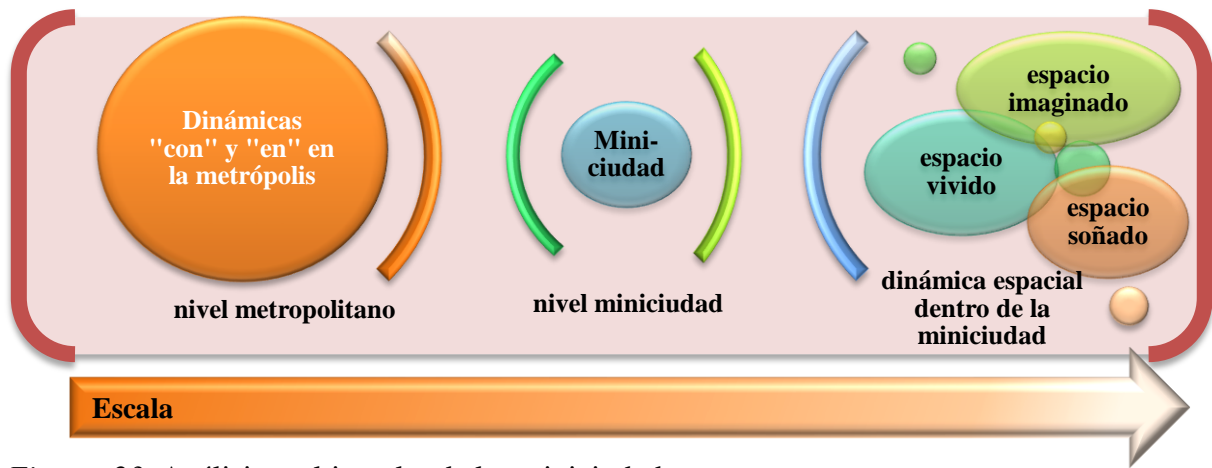 Dinámicas
"con" y "en" en
la metrópolis
nivel metropolitano
Mini-
ciudad
nivel miniciudad
espacio
imaginado
espacio
vivido
espacio
soñado
dinámica espacial
dentro de la
miniciudad
Escala
Análisis